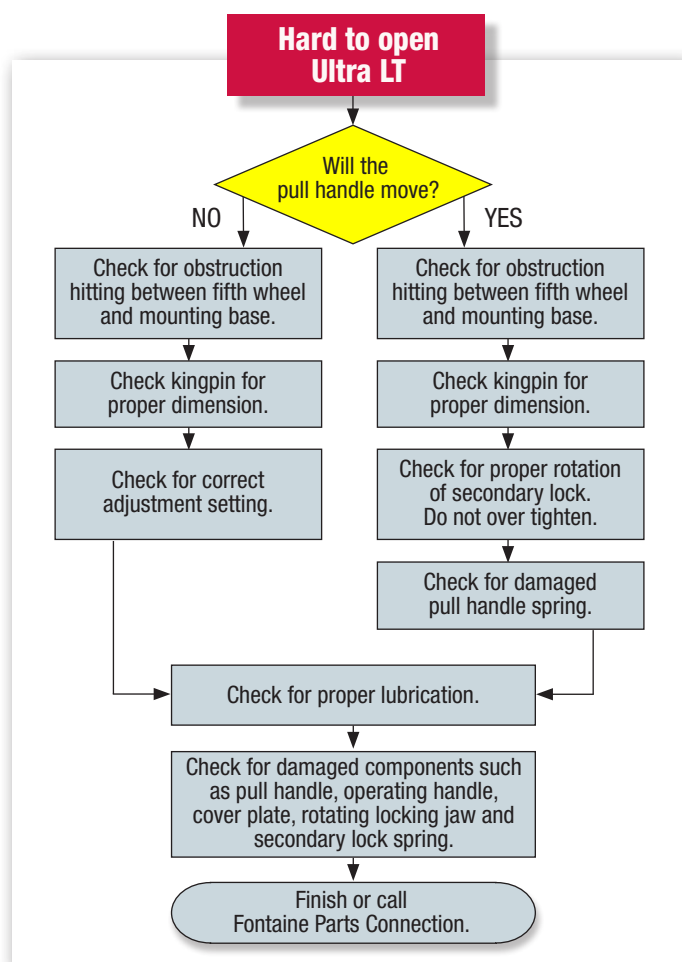 Hard to open
Ultra LT
Will the
pull handle move?
NO
YES
Check for obstruction
hitting between fifth wheel
and mounting base.
Check kingpin for
proper dimension.
Check for correct
adjustment setting.
Check for obstruction
hitting between fifth wheel
and mounting base.
Check kingpin for
proper dimension.
Check for proper rotation
of secondary lock.
Do not over tighten.
Check for damaged
pull handle spring.
Check for proper lubrication.
Check for damaged components such
as pull handle, operating handle,
cover plate, rotating locking jaw and
secondary lock spring.
Finish or call
Fontaine Parts Connection.